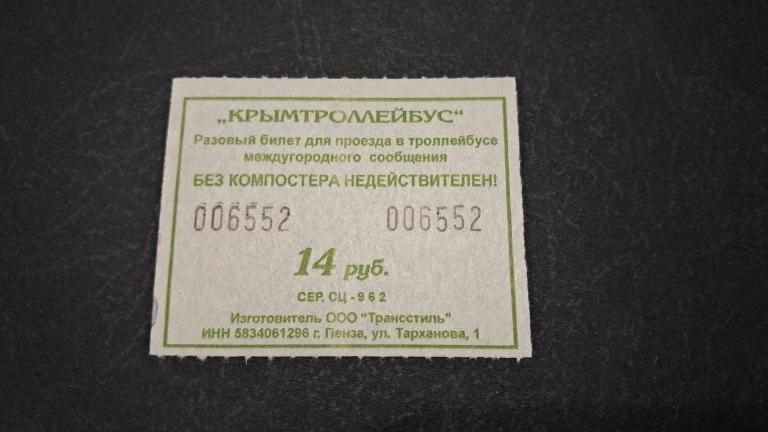 „КРЫМТРОЛЛЕЙБУС“
Разовый билет для проезда в троллейбусе
междугородного сообщения
БЕЗ КОМПОСТЕРА НЕДЕЙСТВИТЕЛЕН!
006552 006552
14 руб.
СЕР. СЦ - 9 6 2
Изготовитель ООО "Трансстиль"
ИНН 5834061296 г. Пенза, ул. Тарханова, 1